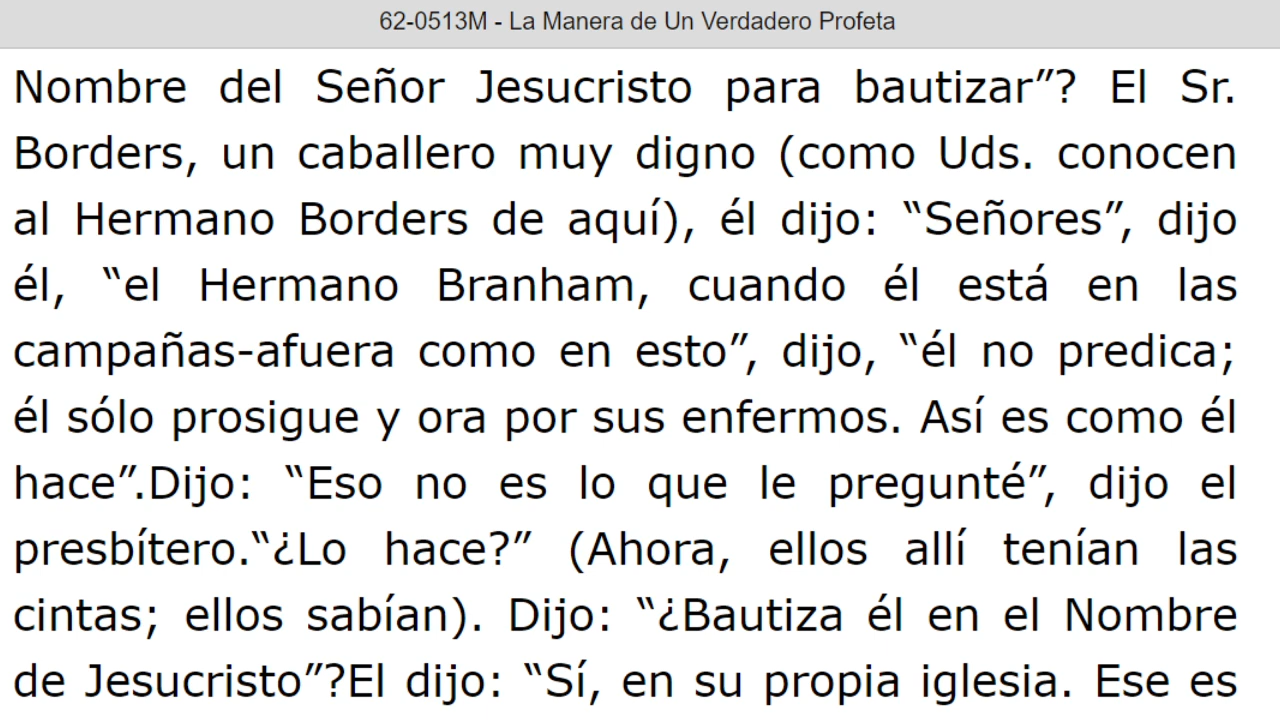 62-0513M - La Manera de Un Verdadero Profeta
Nombre del Señor Jesucristo para bautizar”? El Sr.
Borders, un caballero muy digno (como Uds. conocen
al Hermano Borders de aquí), él dijo: “Señores”, dijo
él, “el Hermano Branham, cuando él está en las
campañas-afuera como en esto”, dijo, “él no predica;
él sólo prosigue y ora por sus enfermos. Así es como él
hace”.Dijo: “Eso no es lo que le pregunté”, dijo el
presbítero.“¿Lo hace?” (Ahora, ellos allí tenían las
cintas; ellos sabían). Dijo: “¿Bautiza él en el Nombre
de Jesucristo”?El dijo: “Sí, en su propia iglesia. Ese es